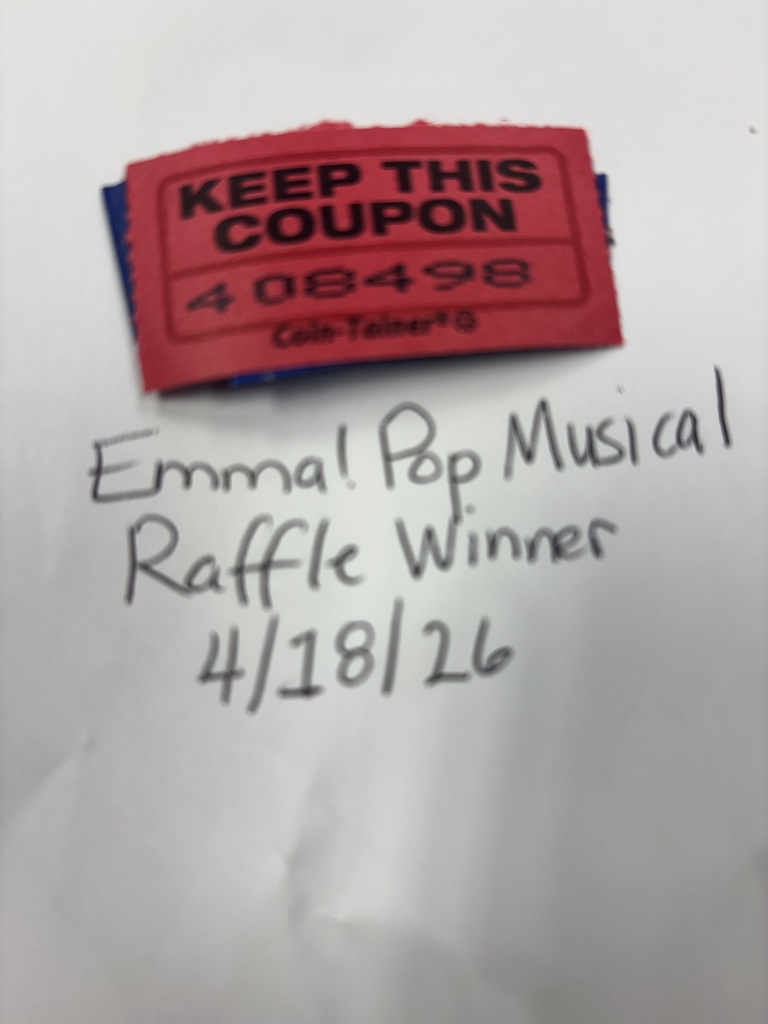 KEEP THIS
COUPON
408498
Coin-Tainer®
Emma! Pop Musical
Raffle Winner
4/18/26